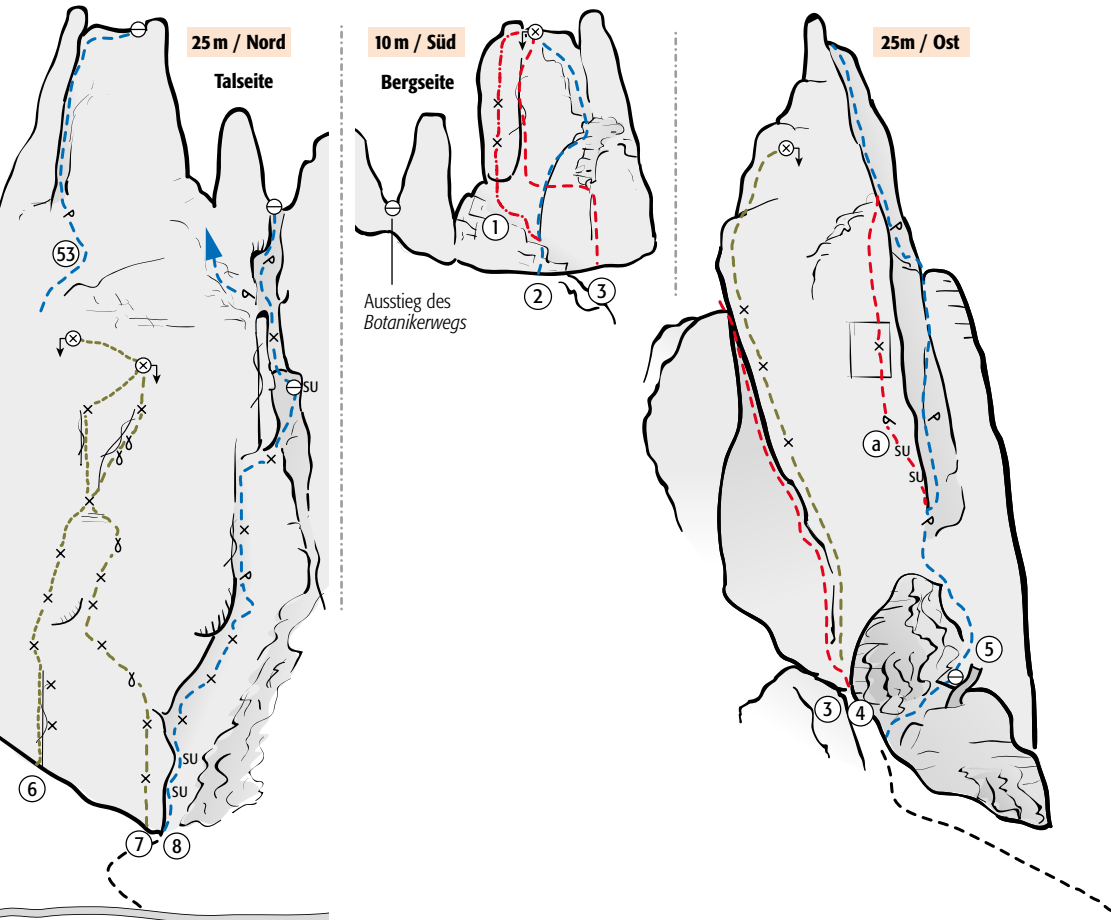 25 m / Nord
Talseite
53
SU
SU
SU
6
7
8
10 m / Süd
Bergseite
1
2
3
Ausstieg des
Botanikerwegs
25m / Ost
a
SU
SU
5
3
4